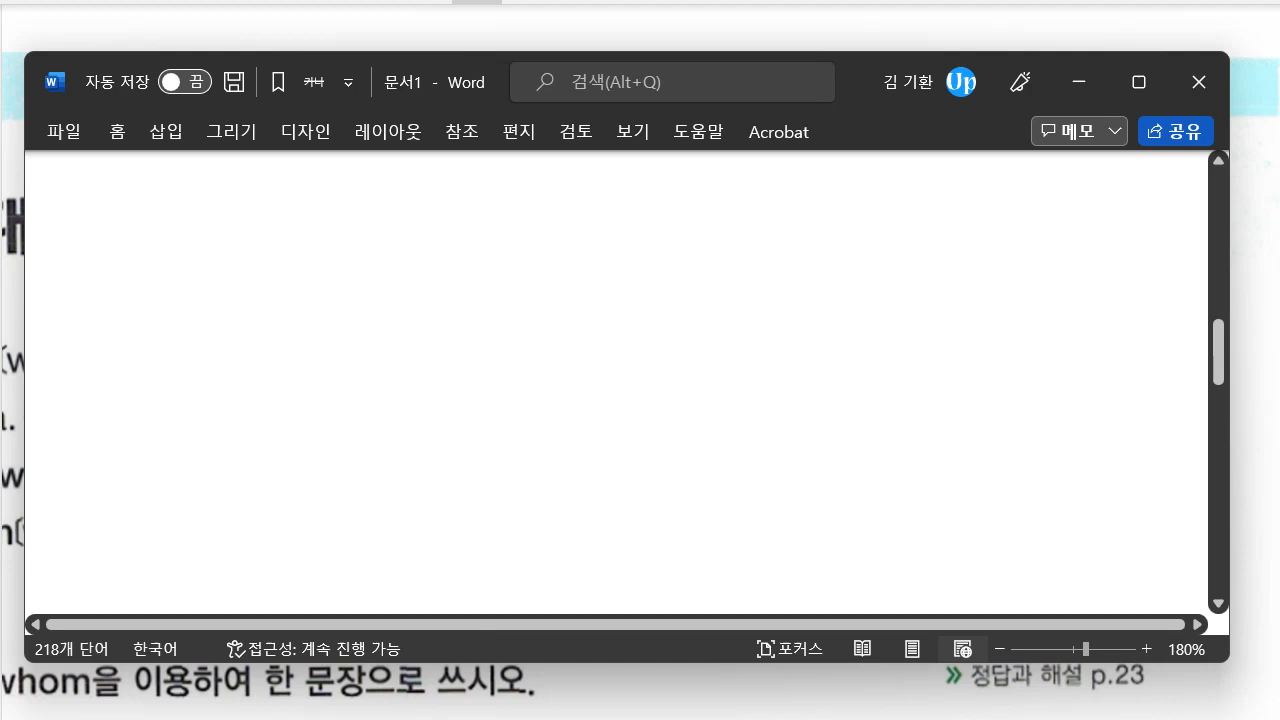 자동 저장 끔 가나 문서1 - Word 검색(Alt+Q) 김 기환 Up
파일 홈 삽입 그리기 디자인 레이아웃 참조 편지 검토 보기 도움말 Acrobat 메모 공유
(w
.
w
218개 단어 한국어 접근성: 계속 진행 가능 포커스 180%
whom을 이용하여 한 문장으로 쓰시오.
» 정답과 해설 p.23